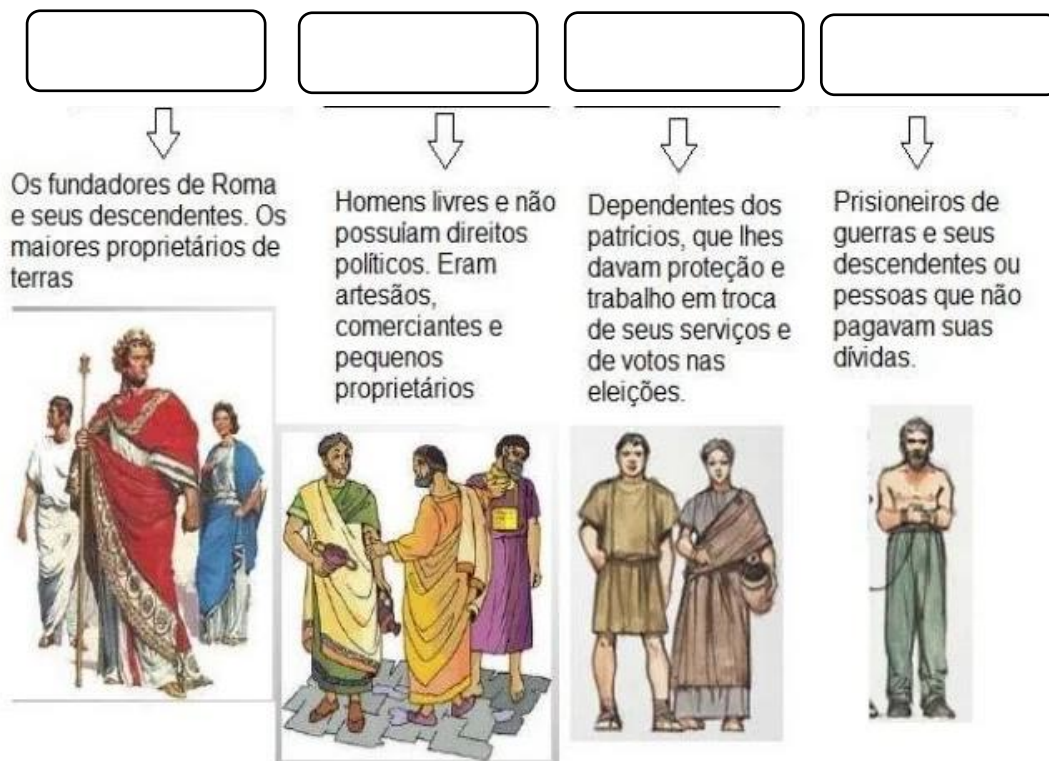 Os fundadores de Roma
e seus descendentes. Os
maiores proprietários de
terras
Homens livres e não
possuíam direitos
políticos. Eram
artesãos,
comerciantes e
pequenos
proprietários
Dependentes dos
patrícios, que lhes
davam proteção e
trabalho em troca
de seus serviços e
de votos nas
eleições.
Prisioneiros de
guerras e seus
descendentes ou
pessoas que não
pagavam suas
dívidas.